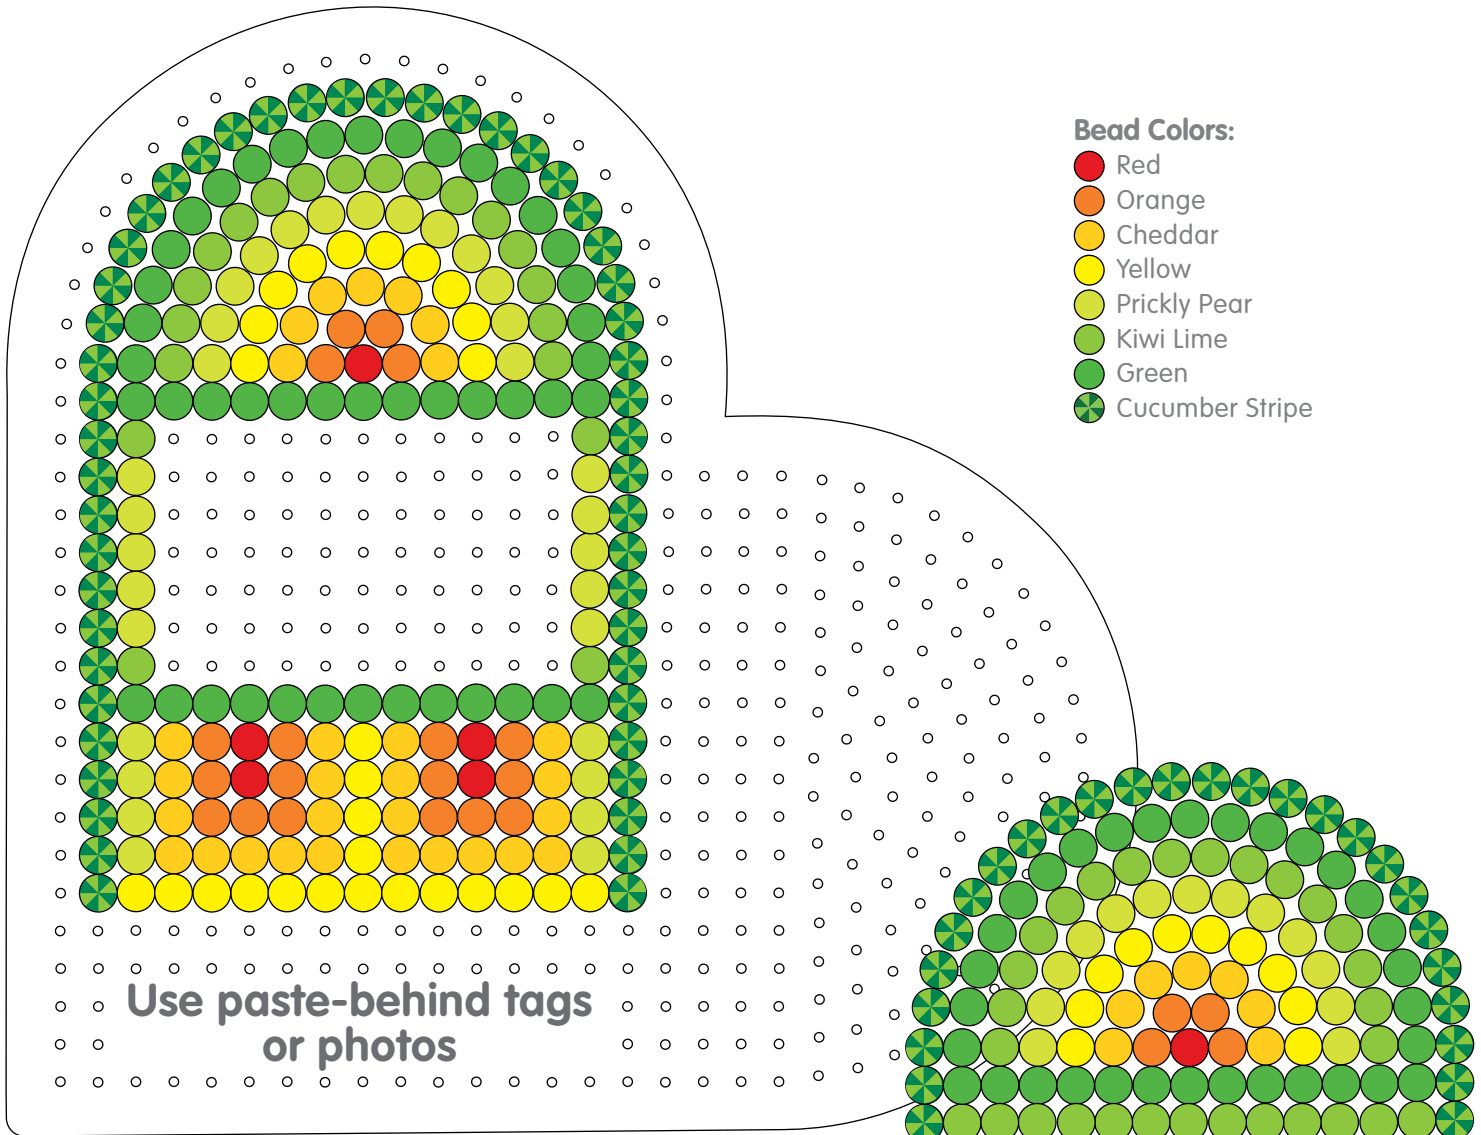 Bead Colors:
Red
Orange
Cheddar
Yellow
Prickly Pear
Kiwi Lime
Green
Cucumber Stripe
Use paste-behind tags
or photos